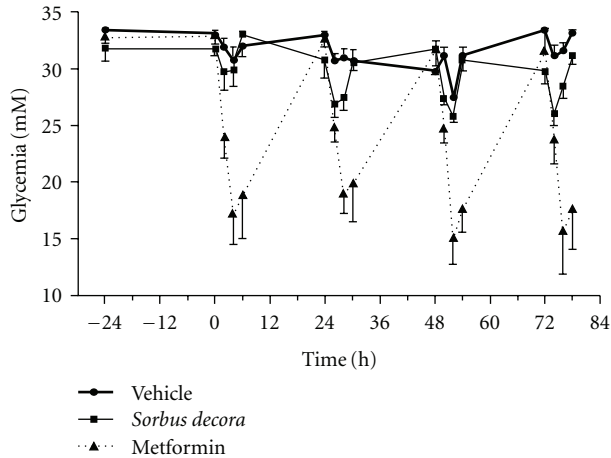 35
30
25
20
15
10
Glycemia (mM)
−24 −12 0 12 24 36 48 60 72 84
Time (h)
Vehicle
Sorbus decora
Metformin